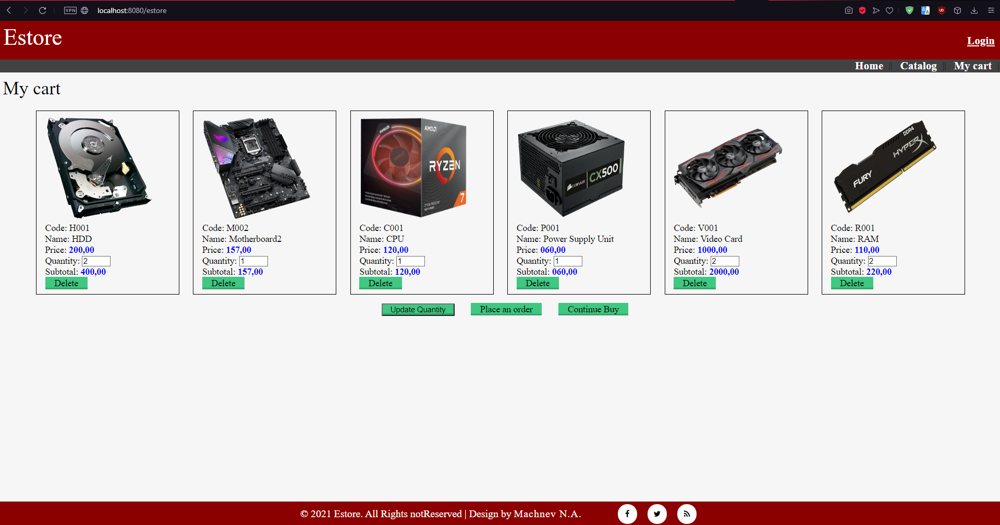 VPN localhost:8080/estore
Estore
Login
Home || Catalog || My cart |
My cart
AMD
AMD
AMD
RYZEN
7
CORSAIR CX500
DDR4
HYPERX
FURY
Code: H001
Name: HDD
Price: 200,00
Quantity: 2
Subtotal: 400,00
Delete
Code: M002
Name: Motherboard2
Price: 157,00
Quantity: 1
Subtotal: 157,00
Delete
Code: C001
Name: CPU
Price: 120,00
Quantity: 1
Subtotal: 120,00
Delete
Code: P001
Name: Power Supply Unit
Price: 060,00
Quantity: 1
Subtotal: 060,00
Delete
Code: V001
Name: Video Card
Price: 1000,00
Quantity: 2
Subtotal: 2000,00
Delete
Code: R001
Name: RAM
Price: 110,00
Quantity: 2
Subtotal: 220,00
Delete
Update Quantity Place an order Continue Buy
© 2021 Estore. All Rights notReserved | Design by Machnev N.A.